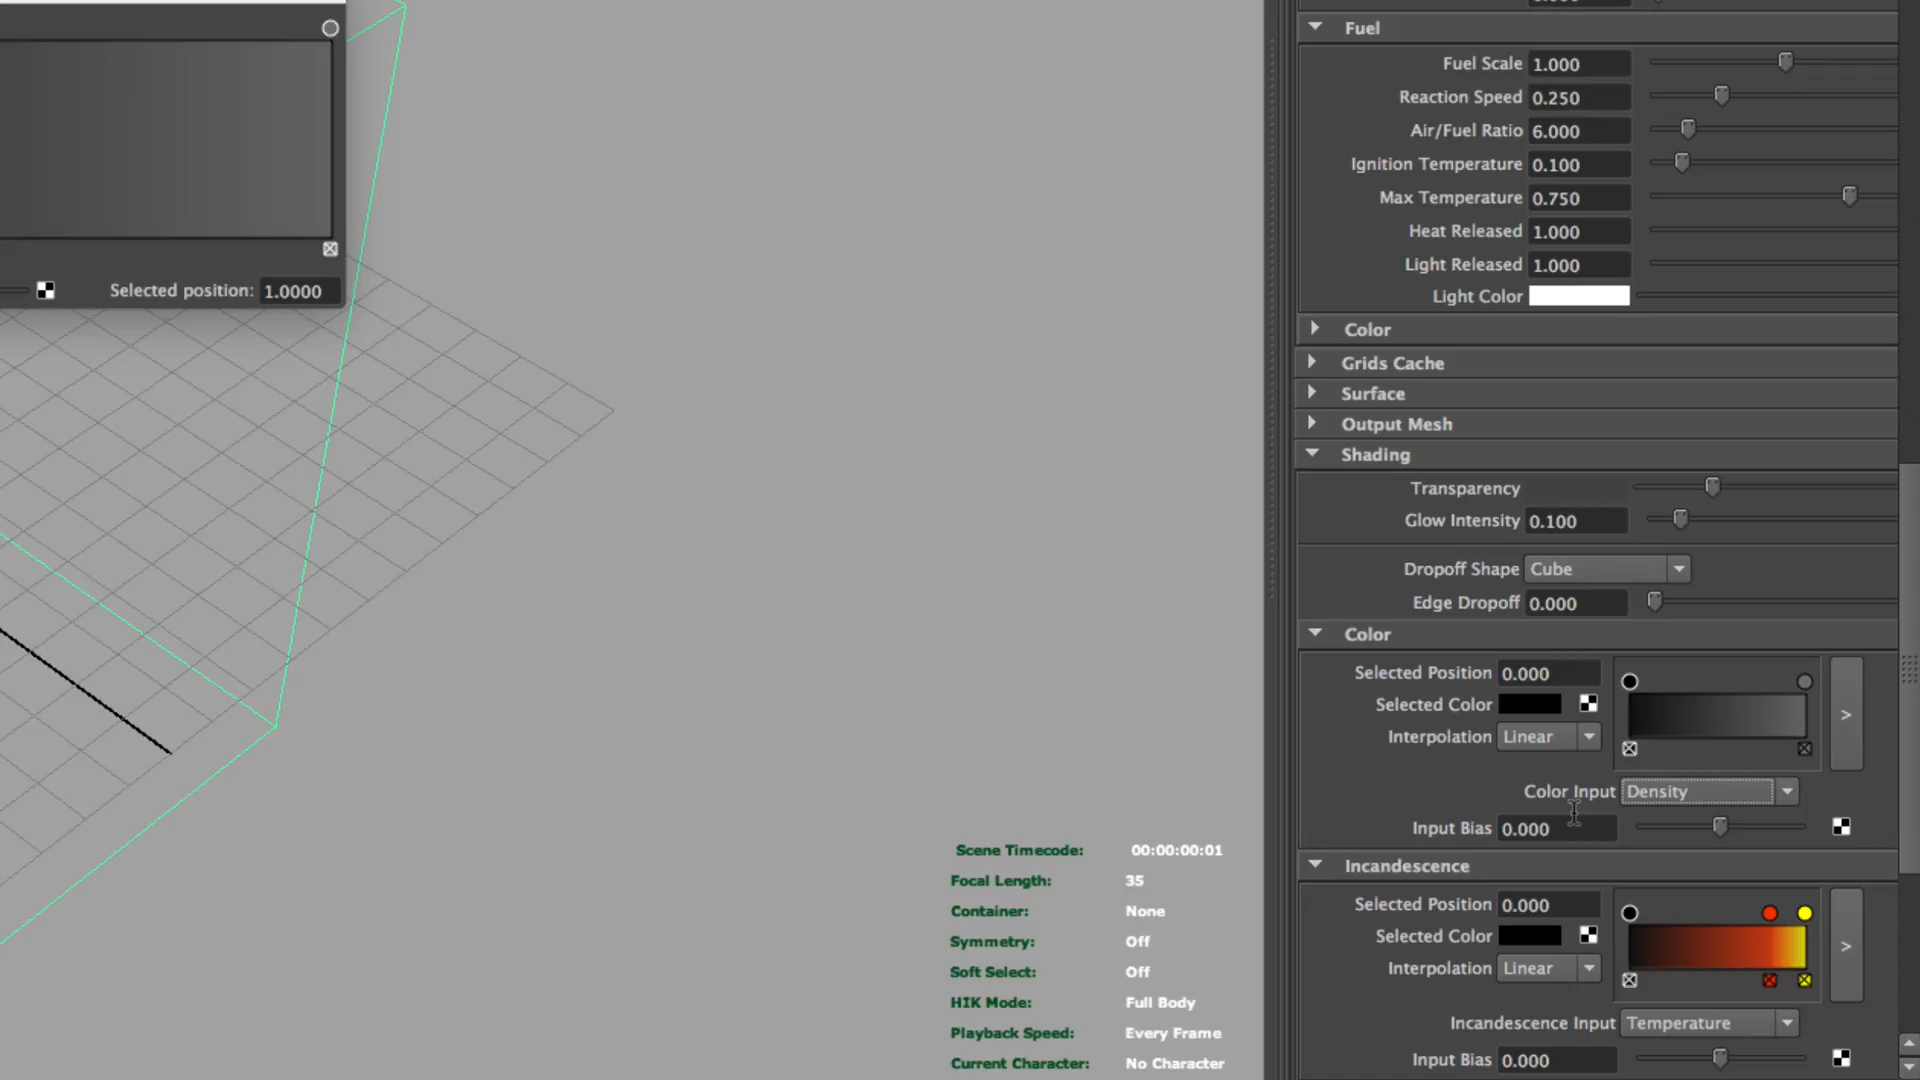 Selected position: 1.0000
Scene Timecode: 00:00:00:01
Focal Length: 35
Container: None
Symmetry: Off
Soft Select: Off
HIK Mode: Full Body
Playback Speed: Every Frame
Current Character: No Character
Fuel
Fuel Scale 1.000
Reaction Speed 0.250
Air/Fuel Ratio 6.000
Ignition Temperature 0.100
Max Temperature 0.750
Heat Released 1.000
Light Released 1.000
Light Color
Color
Grids Cache
Surface
Output Mesh
Shading
Transparency
Glow Intensity 0.100
Dropoff Shape Cube
Edge Dropoff 0.000
Color
Selected Position 0.000
Selected Color
Interpolation Linear
>
Color Input Density
Input Bias 0.000
Incandescence
Selected Position 0.000
Selected Color
Interpolation Linear
>
Incandescence Input Temperature
Input Bias 0.000